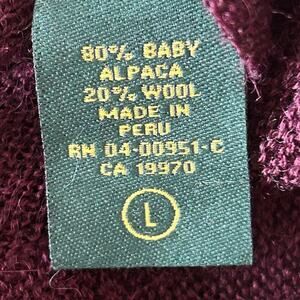 80% BABY
ALPACA
20% WOOL
MADE IN
PERU
RN 04-00951-C
CA 19970
L